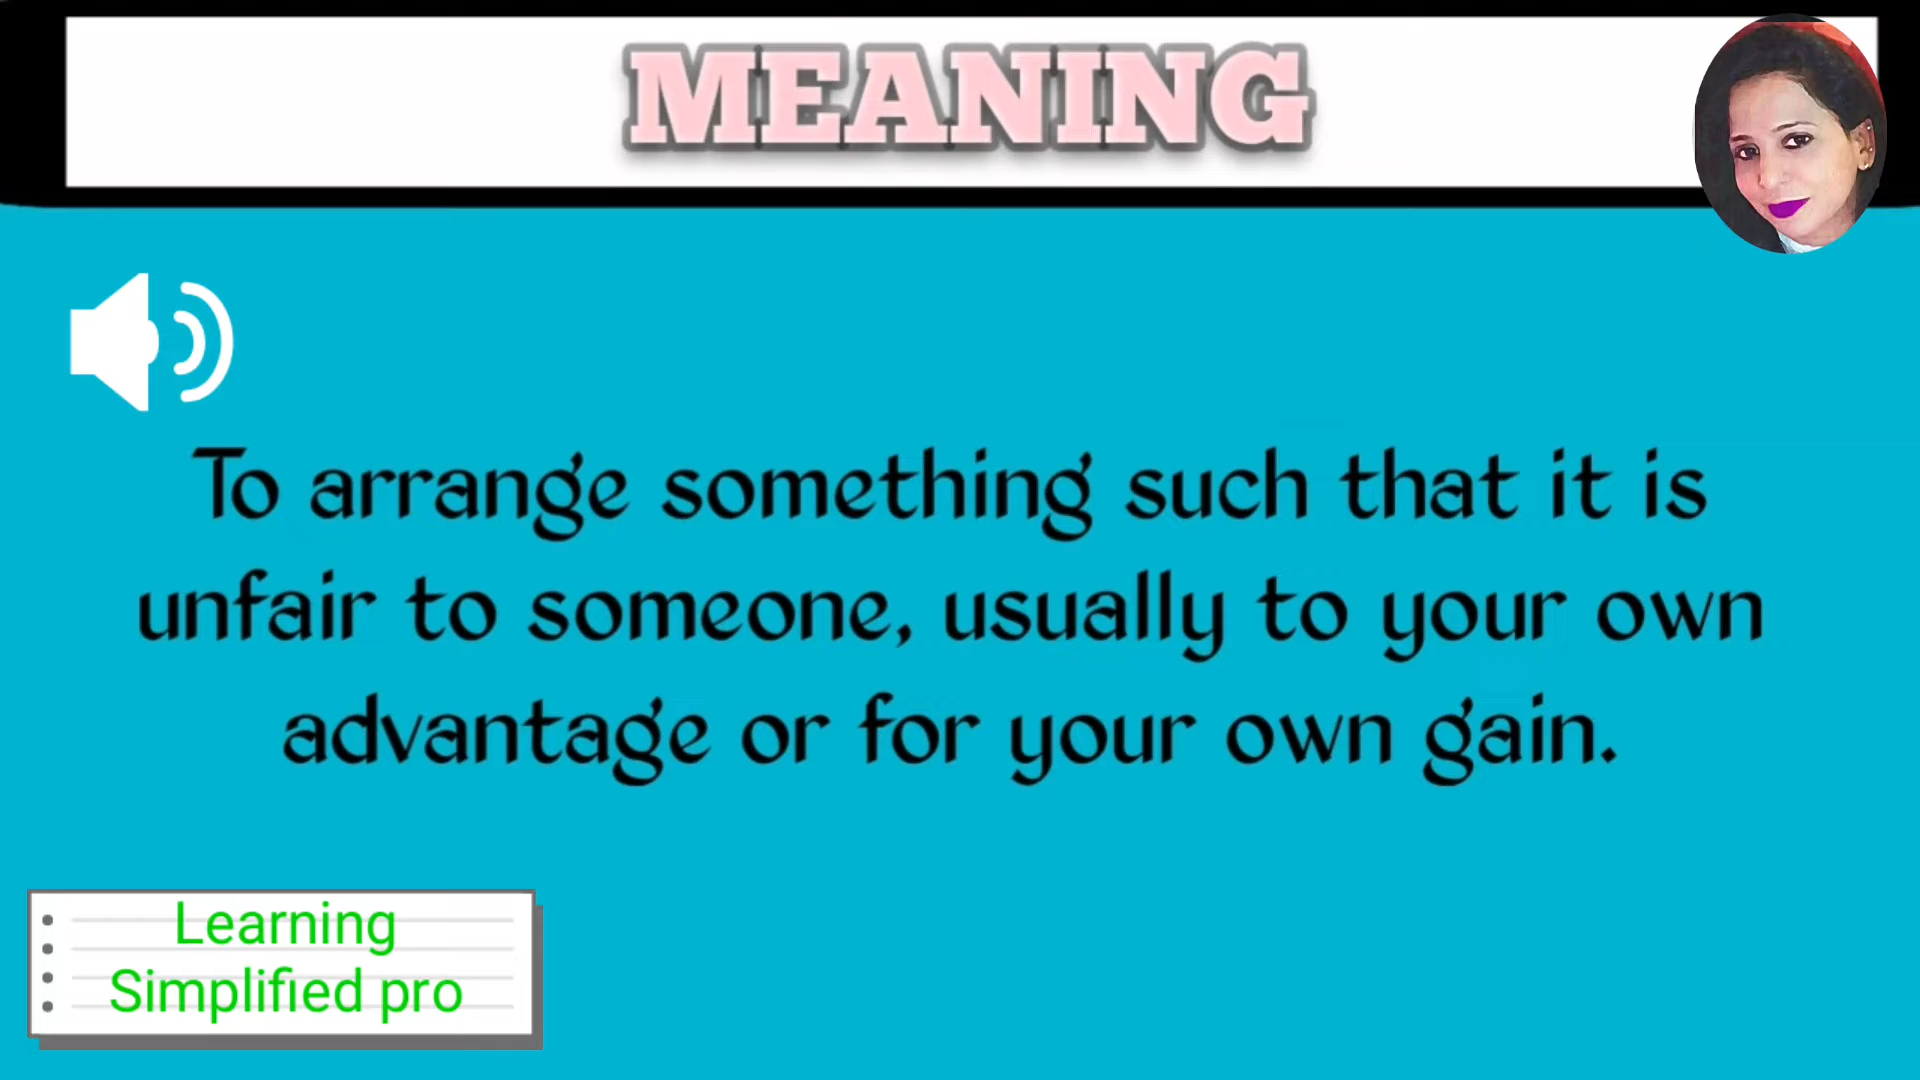 MEANING
To arrange something such that it is
unfair to someone, usually to your own
advantage or for your own gain.
Learning
Simplified pro